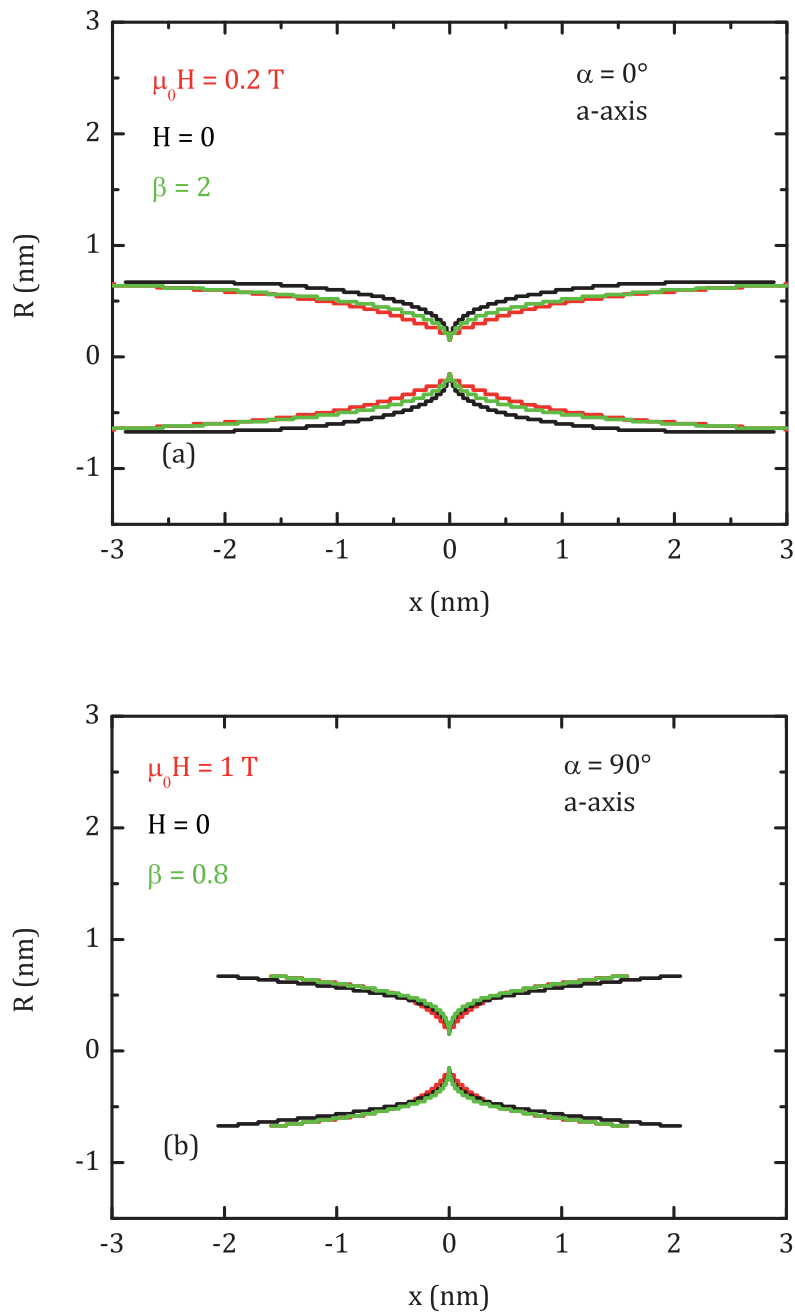 3
μ₀H = 0.2 T
α = 0°
a-axis
H = 0
2
β = 2
R (nm)
1
0
-1
(a)
-3 -2 -1 0 1 2 3
x (nm)
3
μ₀H = 1 T
α = 90°
a-axis
H = 0
2
β = 0.8
R (nm)
1
0
-1
(b)
-3 -2 -1 0 1 2 3
x (nm)